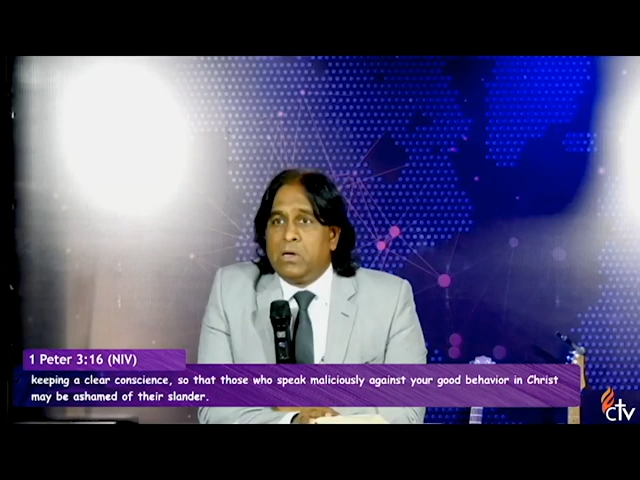 1 Peter 3:16 (NIV)
keeping a clear conscience, so that those who speak maliciously against your good behavior in Christ
may be ashamed of their slander.
ctv